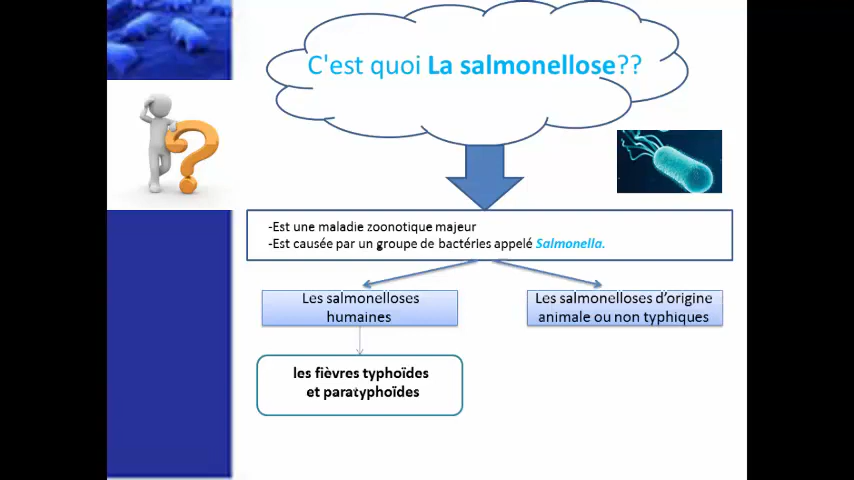 C'est quoi La salmonellose??
-Est une maladie zoonotique majeur
-Est causée par un groupe de bactéries appelé Salmonella.
Les salmonelloses
humaines
Les salmonelloses d'origine
animale ou non typhiques
les fièvres typhoïdes
et paratyphoïdes